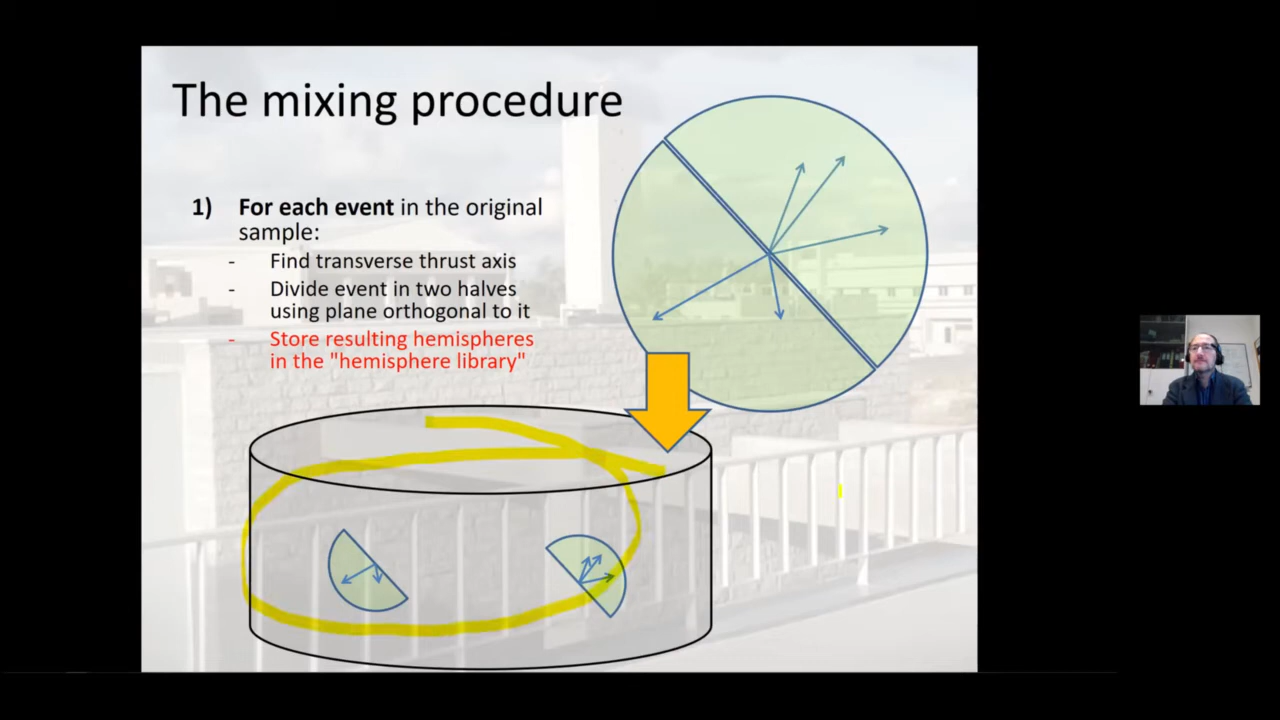 The mixing procedure
1) For each event in the original
sample:
- Find transverse thrust axis
- Divide event in two halves
using plane orthogonal to it
- Store resulting hemispheres
in the "hemisphere library"